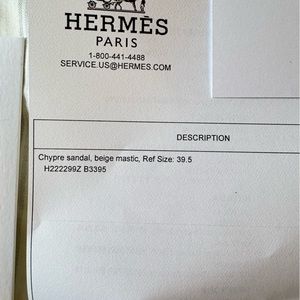 HERMÈS
PARIS
1-800-441-4488
SERVICE.US@HERMES.COM
DESCRIPTION
Chypre sandal, beige mastic, Ref Size: 39.5
H222299Z B3395